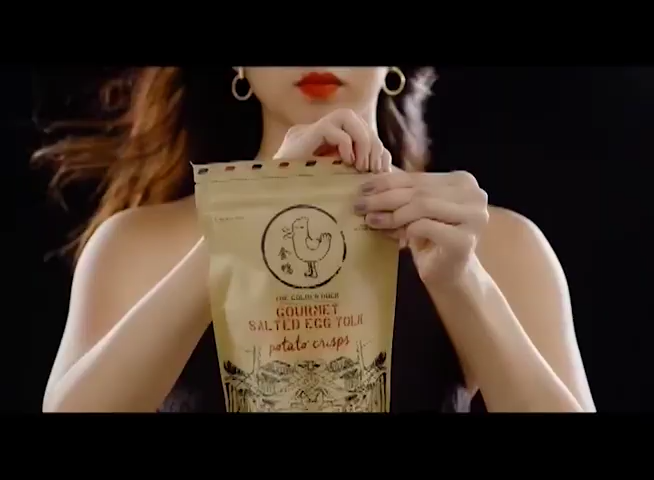 金
鴨
THE GOLDEN DUCK
GOURMET
SALTED EGG YOLK
potato crisps